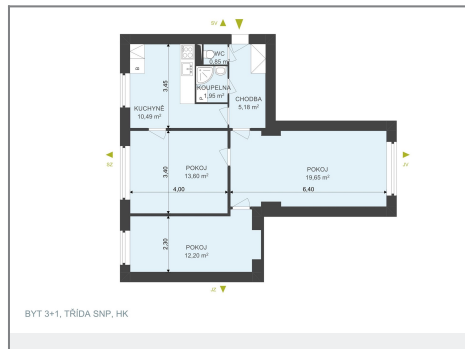 SV
WC
0,85 m²
KOUPELNA
1,95 m²
CHODBA
5,18 m²
3,45
KUCHYNĚ
10,49 m²
POKOJ
13,60 m²
3,40
4,00
POKOJ
19,65 m²
6,40
POKOJ
12,20 m²
2,30
JZ
BYT 3+1, TŘÍDA SNP, HK